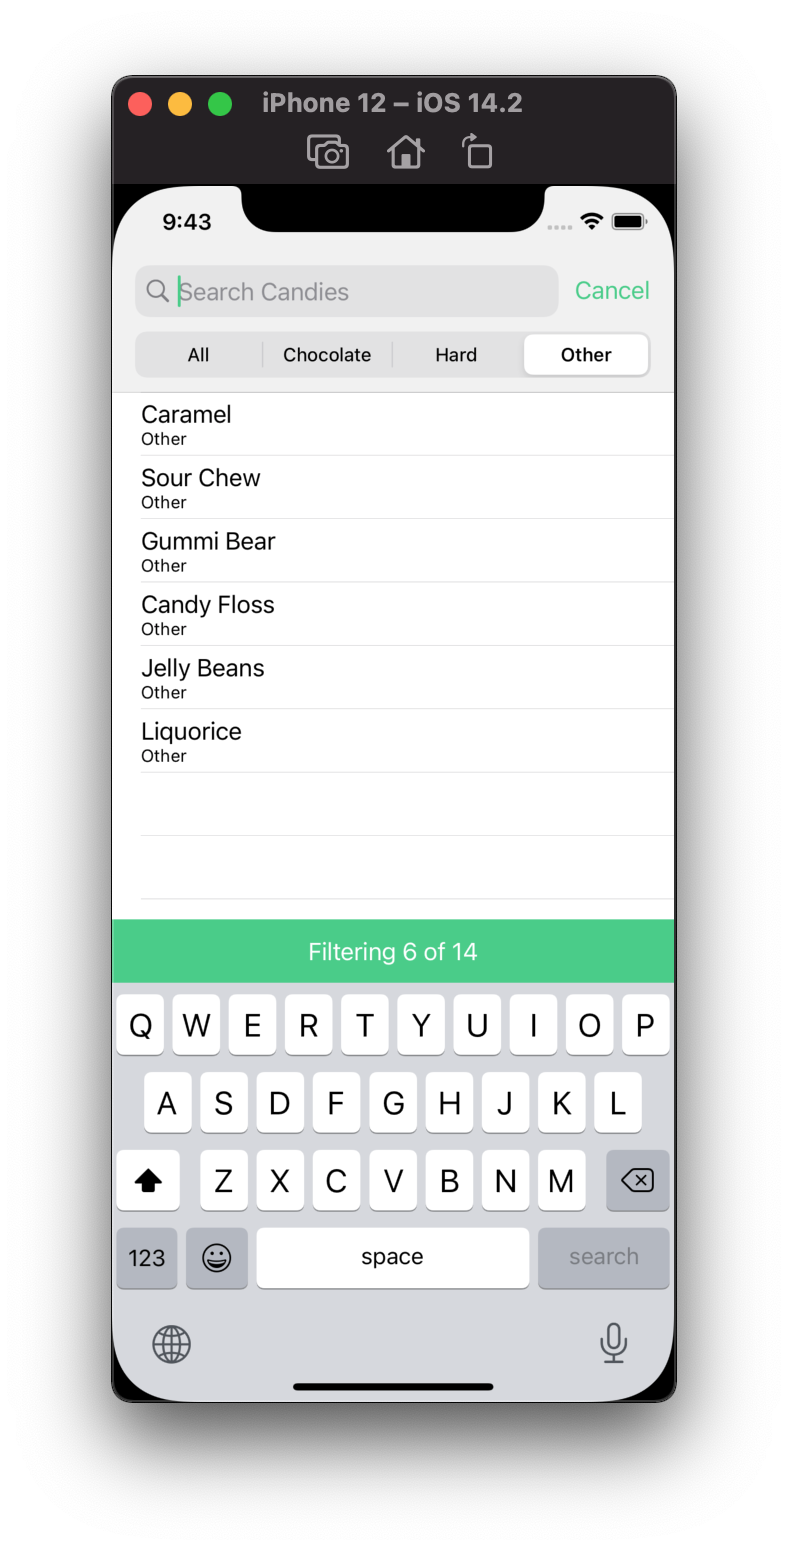 iPhone 12 – iOS 14.2
9:43
Search Candies
Cancel
All Chocolate Hard Other
Caramel
Other
Sour Chew
Other
Gummi Bear
Other
Candy Floss
Other
Jelly Beans
Other
Liquorice
Other
Filtering 6 of 14
Q W E R T Y U I O P
A S D F G H J K L
Z X C V B N M
123 space search